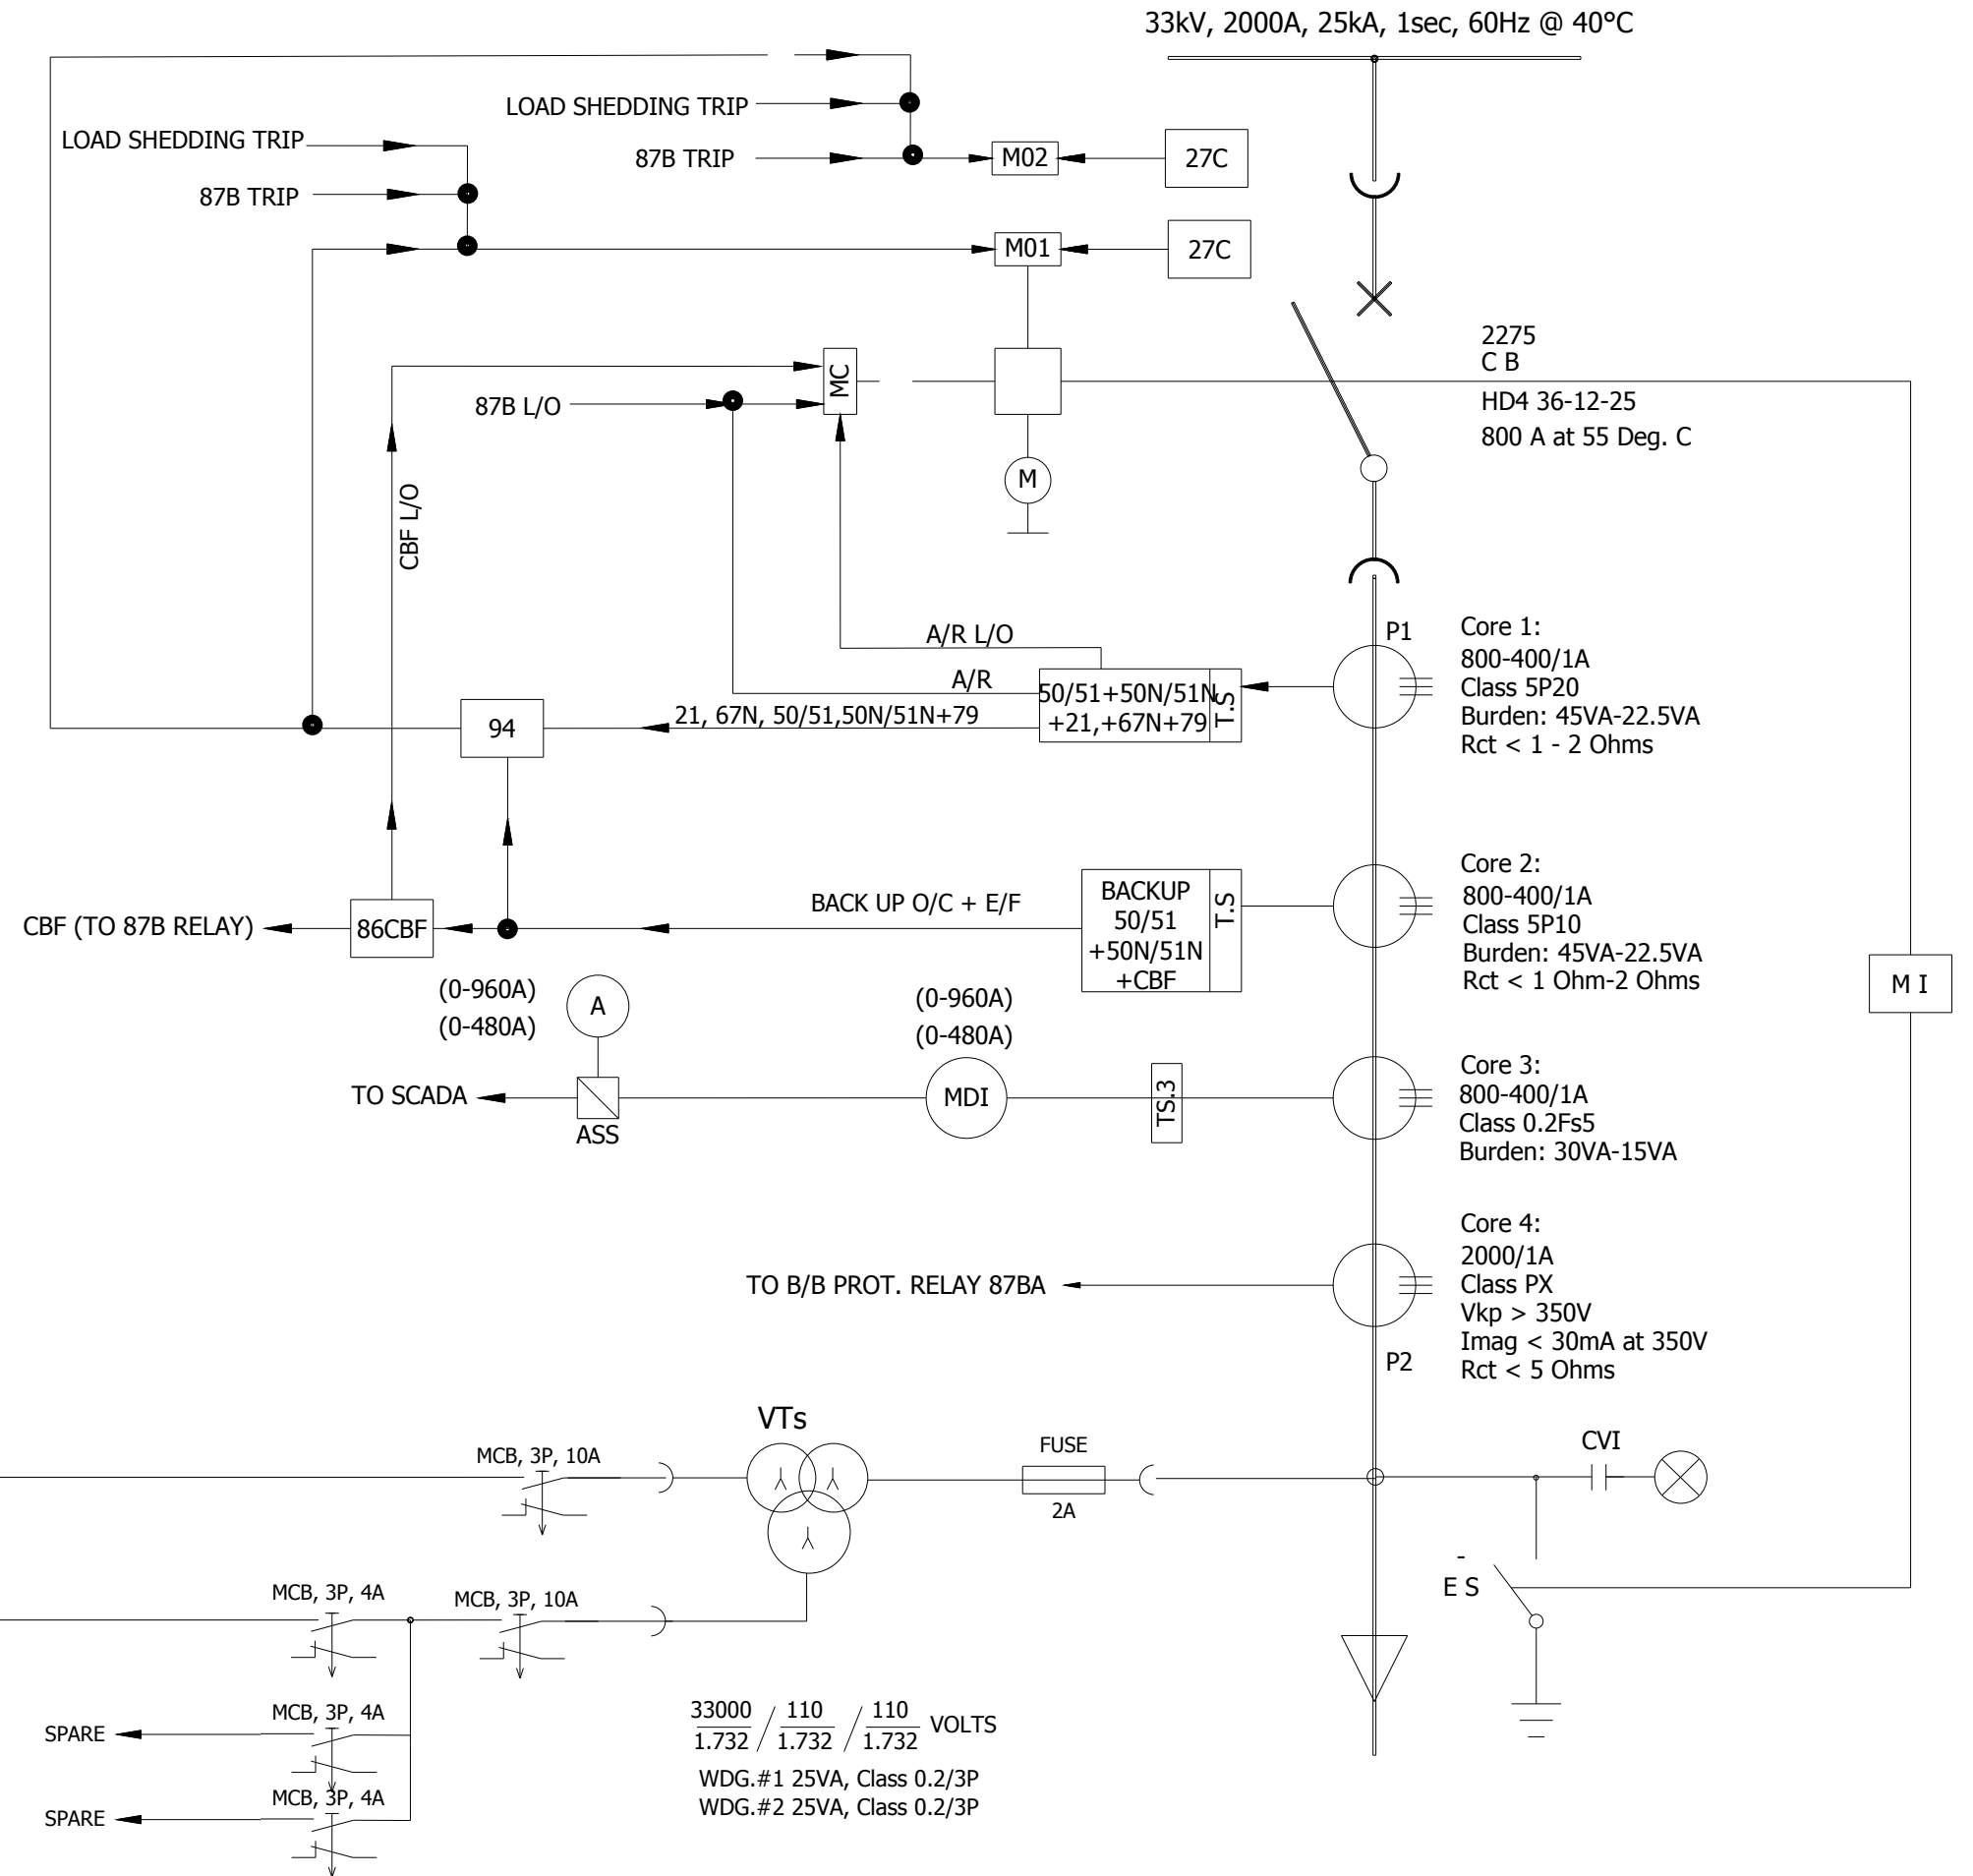 33kV, 2000A, 25kA, 1sec, 60Hz @ 40°C
LOAD SHEDDING TRIP
LOAD SHEDDING TRIP
87B TRIP
M02
27C
87B TRIP
M01
27C
2275
C B
HD4 36-12-25
800 A at 55 Deg. C
MC
87B L/O
M
CBF L/O
A/R L/O
A/R
21, 67N, 50/51,50N/51N+79
94
50/51+50N/51N
+21,+67N+79
T.S
P1
Core 1:
800-400/1A
Class 5P20
Burden: 45VA-22.5VA
Rct < 1 - 2 Ohms
CBF (TO 87B RELAY)
86CBF
BACK UP O/C + E/F
BACKUP
50/51
+50N/51N
+CBF
T.S
Core 2:
800-400/1A
Class 5P10
Burden: 45VA-22.5VA
Rct < 1 Ohm-2 Ohms
M I
(0-960A)
(0-480A)
A
(0-960A)
(0-480A)
TO SCADA
ASS
MDI
TS.3
Core 3:
800-400/1A
Class 0.2Fs5
Burden: 30VA-15VA
TO B/B PROT. RELAY 87BA
Core 4:
2000/1A
Class PX
Vkp > 350V
Imag < 30mA at 350V
Rct < 5 Ohms
P2
VTs
MCB, 3P, 10A
FUSE
2A
CVI
MCB, 3P, 4A
MCB, 3P, 10A
-
E S
MCB, 3P, 4A
SPARE
MCB, 3P, 4A
SPARE
33000 / 110 / 110 VOLTS
1.732 1.732 1.732
WDG.#1 25VA, Class 0.2/3P
WDG.#2 25VA, Class 0.2/3P